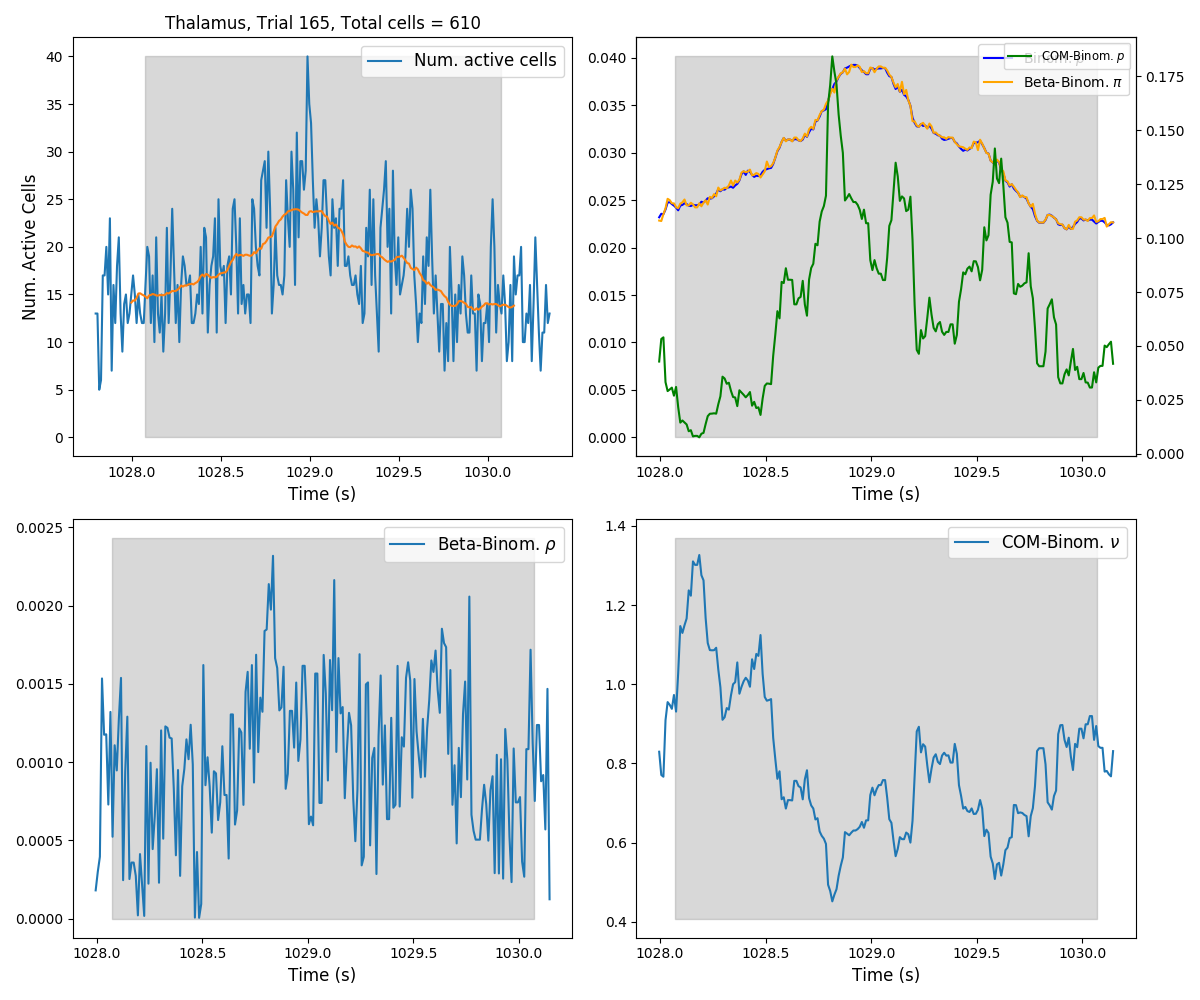 Thalamus, Trial 165, Total cells = 610
Num. active cells
Num. Active Cells
40
35
30
25
20
15
10
5
0
1028.0 1028.5 1029.0 1029.5 1030.0
Time (s)
COM-Binom. p
Beta-Binom. π
0.040
0.035
0.030
0.025
0.020
0.015
0.010
0.005
0.000
0.175
0.150
0.125
0.100
0.075
0.050
0.025
0.000
1028.0 1028.5 1029.0 1029.5 1030.0
Time (s)
Beta-Binom. ρ
0.0025
0.0020
0.0015
0.0010
0.0005
0.0000
1028.0 1028.5 1029.0 1029.5 1030.0
Time (s)
COM-Binom. ν
1.4
1.2
1.0
0.8
0.6
0.4
1028.0 1028.5 1029.0 1029.5 1030.0
Time (s)